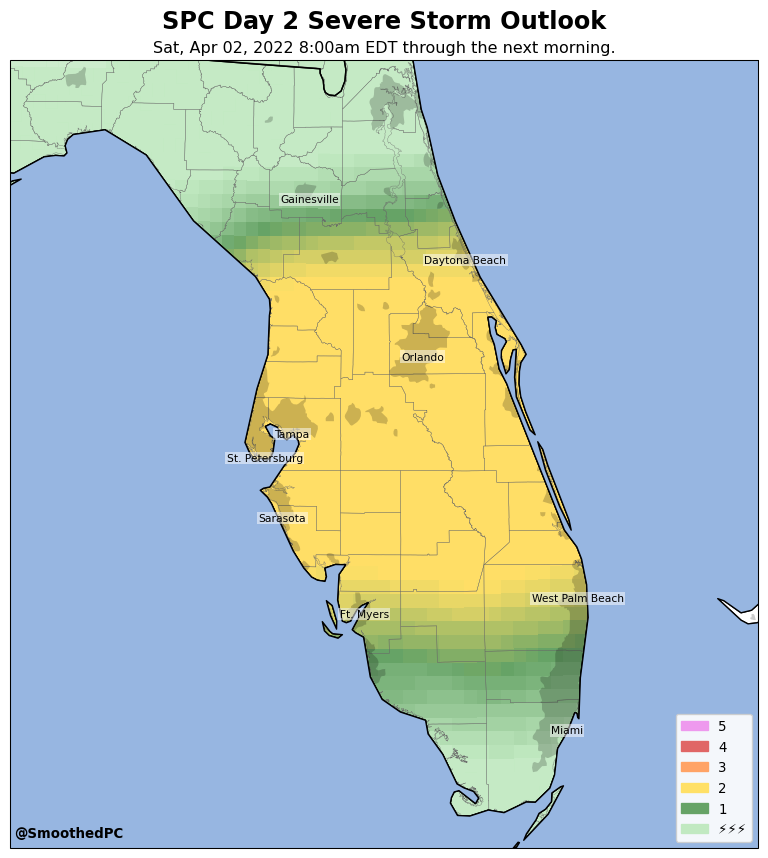 SPC Day 2 Severe Storm Outlook
Sat, Apr 02, 2022 8:00am EDT through the next morning.
Gainesville
Daytona Beach
Orlando
Tampa
St. Petersburg
Sarasota
West Palm Beach
Ft. Myers
Miami
5
4
3
2
1
⚡⚡⚡
@SmoothedPC